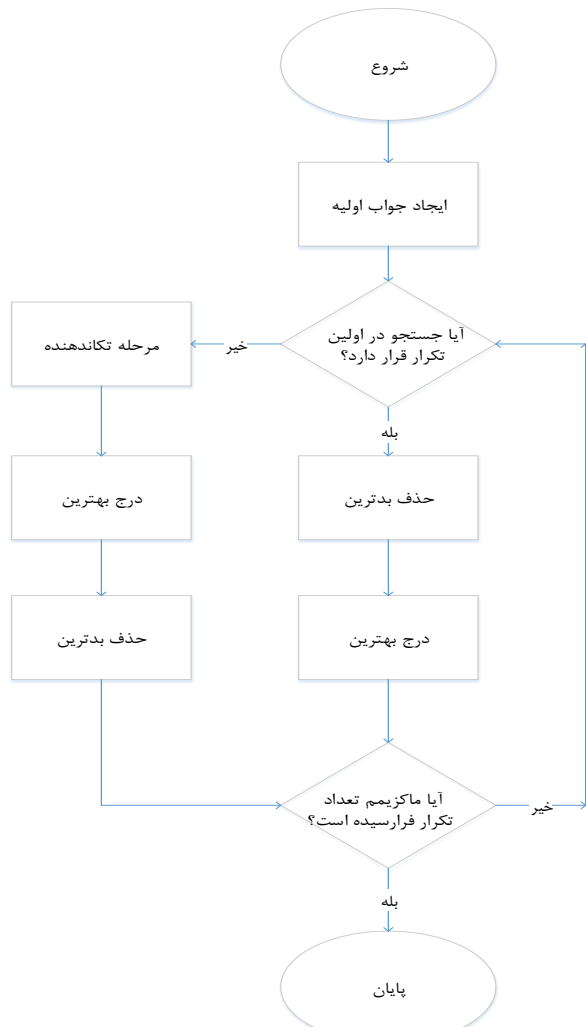 شروع
ایجاد جواب اولیه
آیا جستجو در اولین
تکرار قرار دارد؟
خیر
مرحله تکاندهنده
بله
درج بهترین
حذف بدترین
حذف بدترین
درج بهترین
آیا ماکزیمم تعداد
تکرار فرارسیده است؟
خیر
بله
پایان